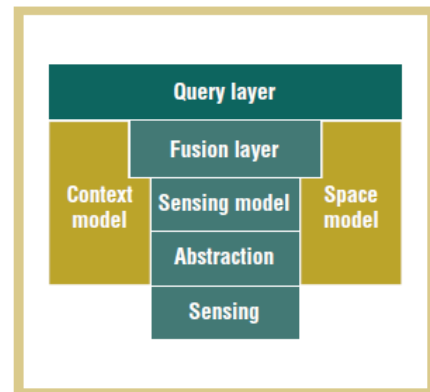 Query layer
Fusion layer
Context
model
Sensing model
Space
model
Abstraction
Sensing